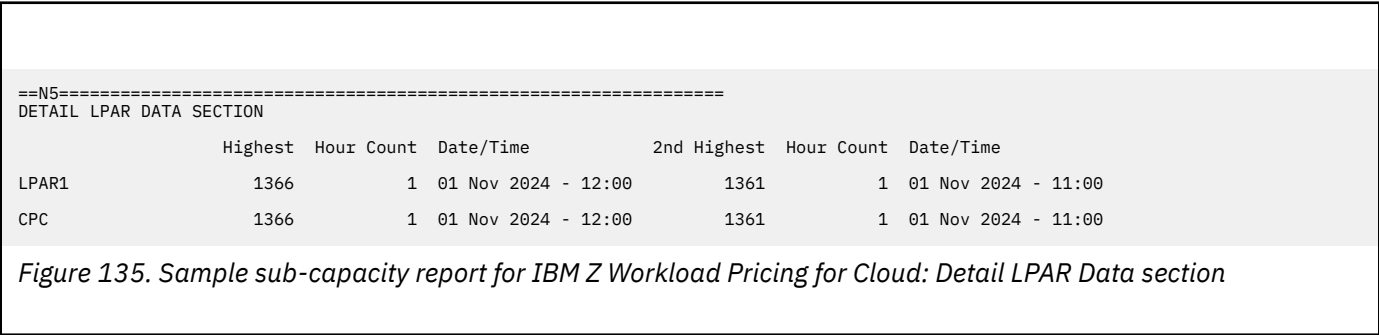 ==N5=================================================================
DETAIL LPAR DATA SECTION
Highest Hour Count Date/Time 2nd Highest Hour Count Date/Time
LPAR1 1366 1 01 Nov 2024 - 12:00 1361 1 01 Nov 2024 - 11:00
CPC 1366 1 01 Nov 2024 - 12:00 1361 1 01 Nov 2024 - 11:00
Figure 135. Sample sub-capacity report for IBM Z Workload Pricing for Cloud: Detail LPAR Data section